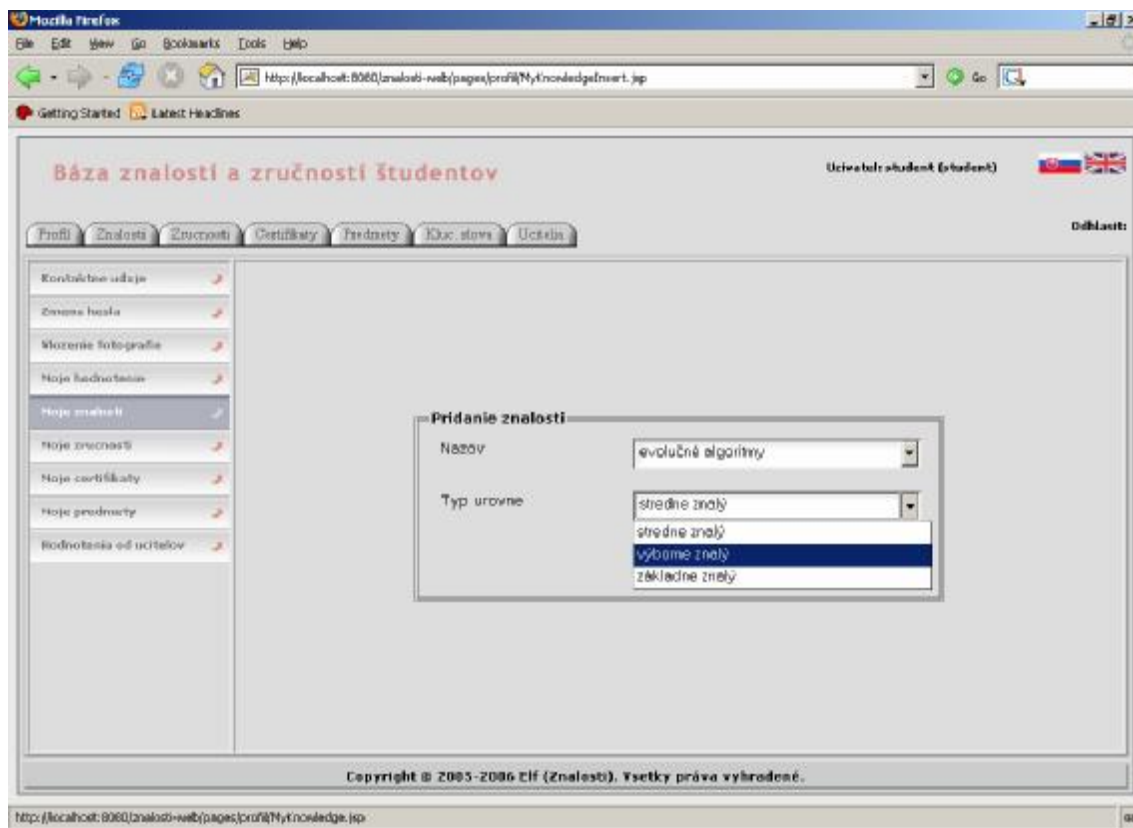 Mozilla Firefox
File Edit View Go Bookmarks Tools Help
http://localhost:8080/znalosti-web/pages/profil/MyKnowledgeInsert.jsp Go
Getting Started Latest Headlines
Báza znalostí a zručností študentov
Uzivatel: student (student)
Odhlasit:
Profil Znalosti Zrucnosti Certifikaty Predmety Kluc. slova Ucitelia
Kontaktne udaje
Zmena hesla
Vlozenie fotografie
Moje hodnotenie
Moje znalosti
Moje zrucnosti
Moje certifikaty
Moje predmety
Hodnotenia od ucitelov
Pridanie znalosti
Nazov evolučné algoritmy
Typ urovne stredne znalý
stredne znalý
výborne znalý
základne znalý
Copyright © 2005-2006 Elf (Znalosti). Vsetky práva vyhradené.
http://localhost:8080/znalosti-web/pages/profil/MyKnowledge.jsp